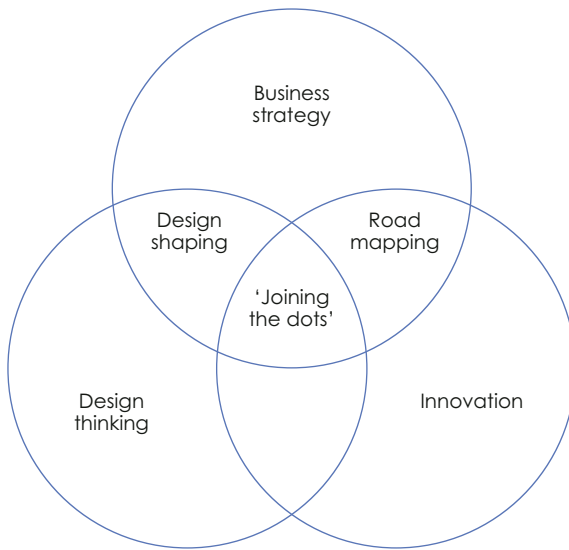 Business
strategy
Design
shaping
Road
mapping
‘Joining
the dots’
Design
thinking
Innovation